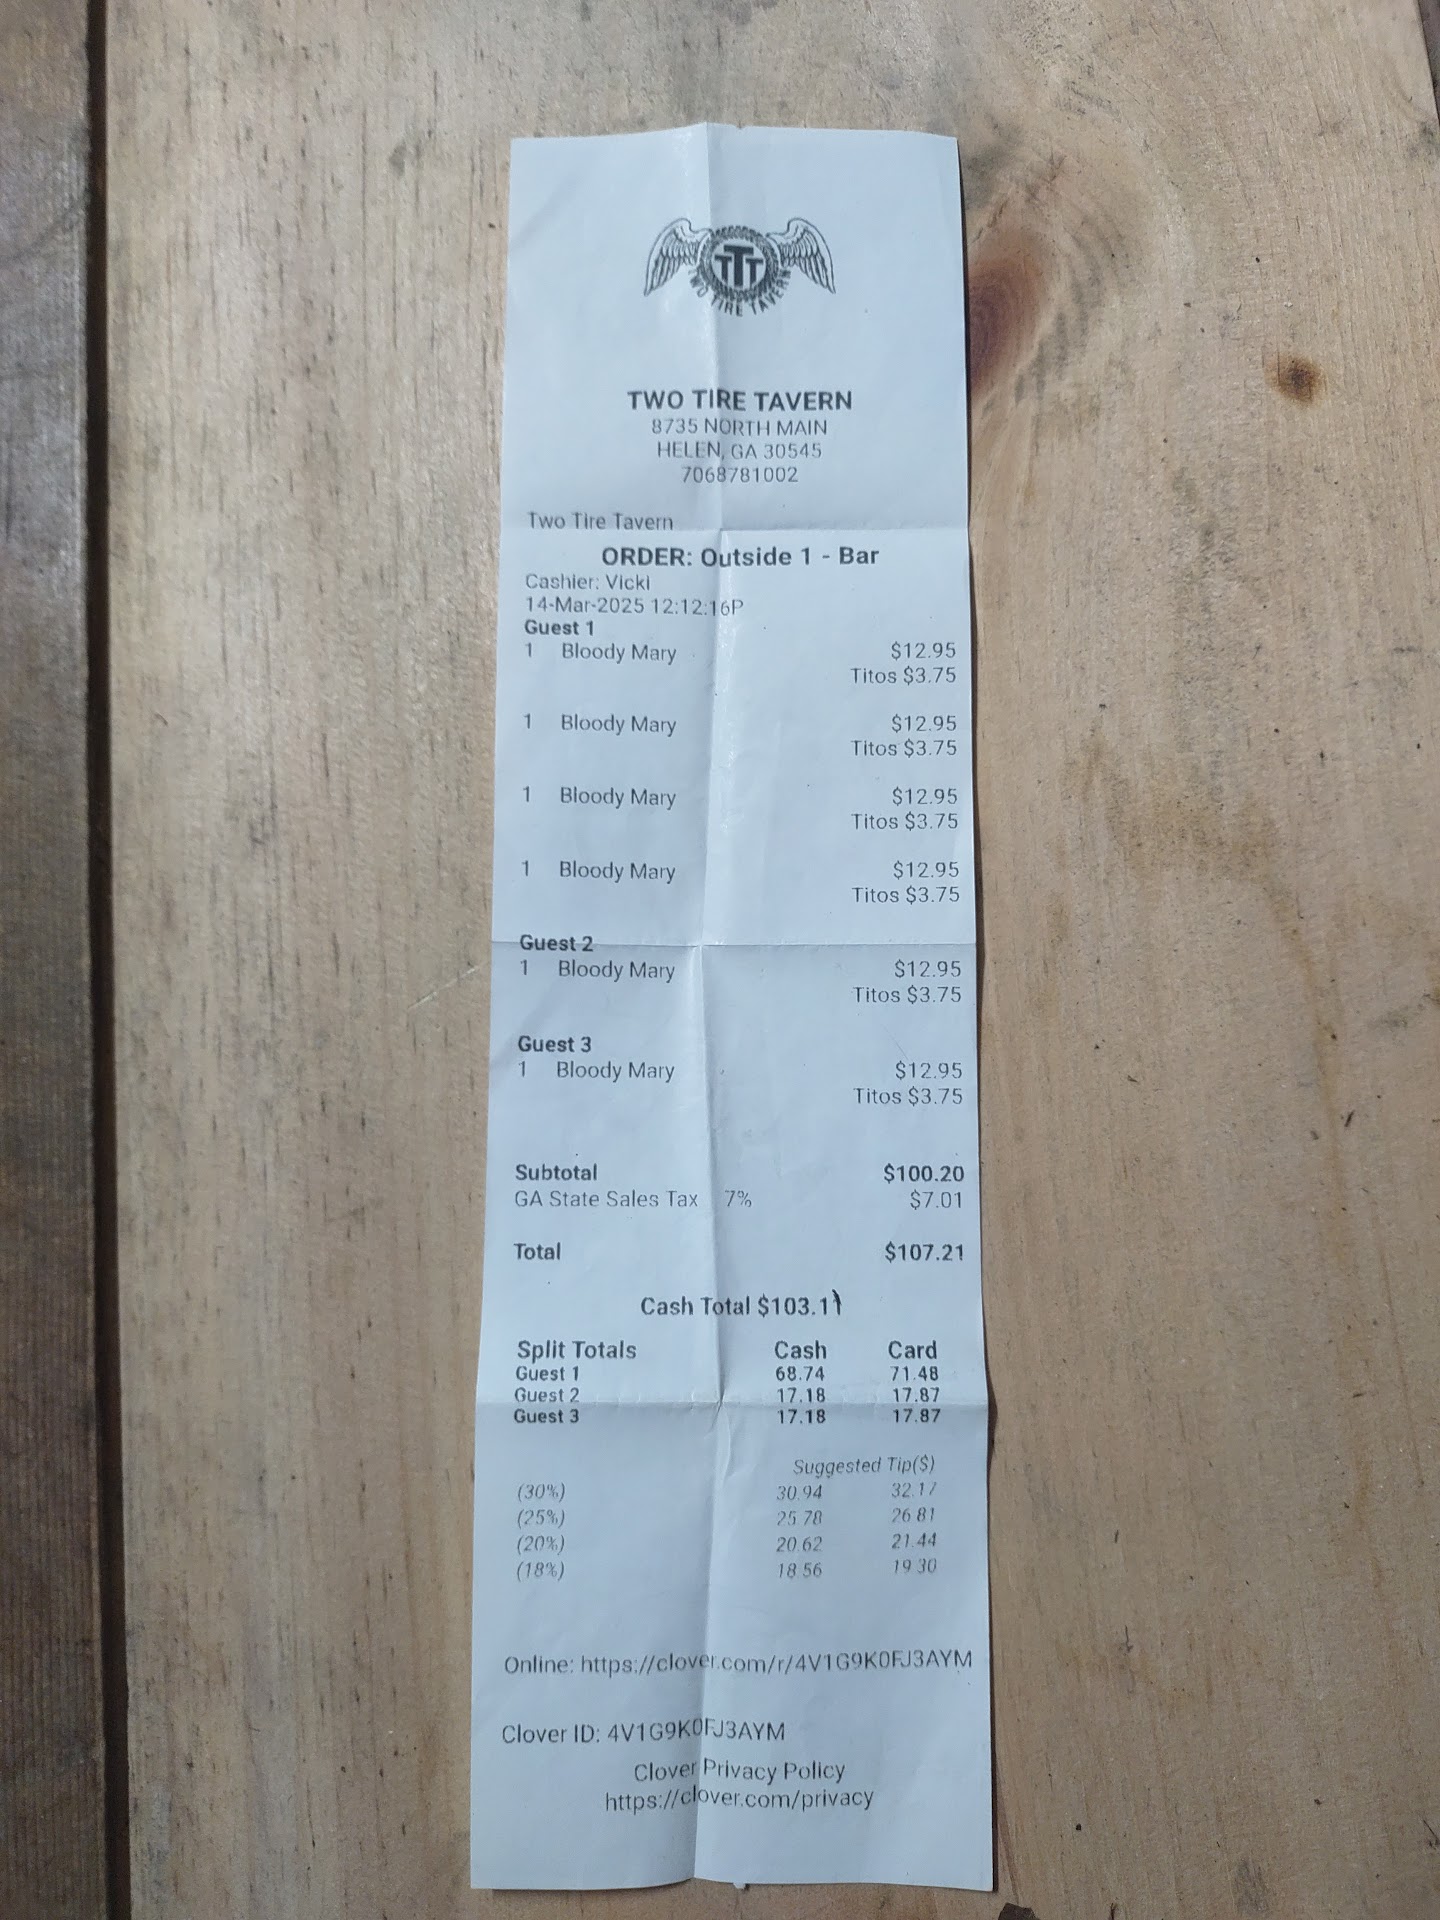 TTT
TWO TIRE TAVERN
TWO TIRE TAVERN
8735 NORTH MAIN
HELEN, GA 30545
7068781002
Two Tire Tavern
ORDER: Outside 1 - Bar
Cashier: Vicki
14-Mar-2025 12:12:16P
Guest 1
1 Bloody Mary $12.95
Titos $3.75
1 Bloody Mary $12.95
Titos $3.75
1 Bloody Mary $12.95
Titos $3.75
1 Bloody Mary $12.95
Titos $3.75
Guest 2
1 Bloody Mary $12.95
Titos $3.75
Guest 3
1 Bloody Mary $12.95
Titos $3.75
Subtotal $100.20
GA State Sales Tax 7% $7.01
Total $107.21
Cash Total $103.11
Split Totals Cash Card
Guest 1 68.74 71.48
Guest 2 17.18 17.87
Guest 3 17.18 17.87
Suggested Tip($)
(30%) 30.94 32.17
(25%) 25.78 26.81
(20%) 20.62 21.44
(18%) 18.56 19.30
Online: https://clover.com/r/4V1G9K0FJ3AYM
Clover ID: 4V1G9K0FJ3AYM
Clover Privacy Policy
https://clover.com/privacy